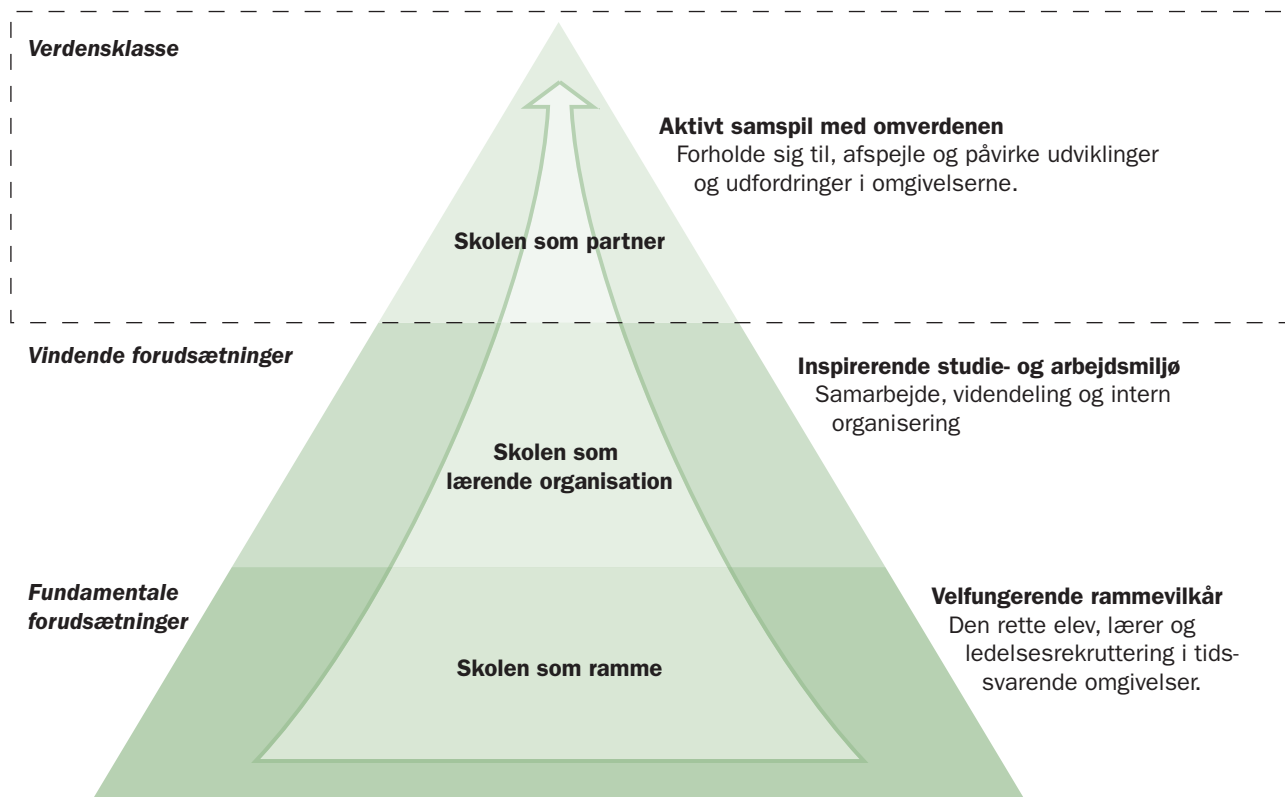 Verdensklasse
Aktivt samspil med omverdenen
Forholde sig til, afspejle og påvirke udviklinger
og udfordringer i omgivelserne.
Skolen som partner
Vindende forudsætninger
Inspirerende studie- og arbejdsmiljø
Samarbejde, videndeling og intern
organisering
Skolen som
lærende organisation
Fundamentale
forudsætninger
Velfungerende rammevilkår
Den rette elev, lærer og
ledelsesrekruttering i tids-
svarende omgivelser.
Skolen som ramme